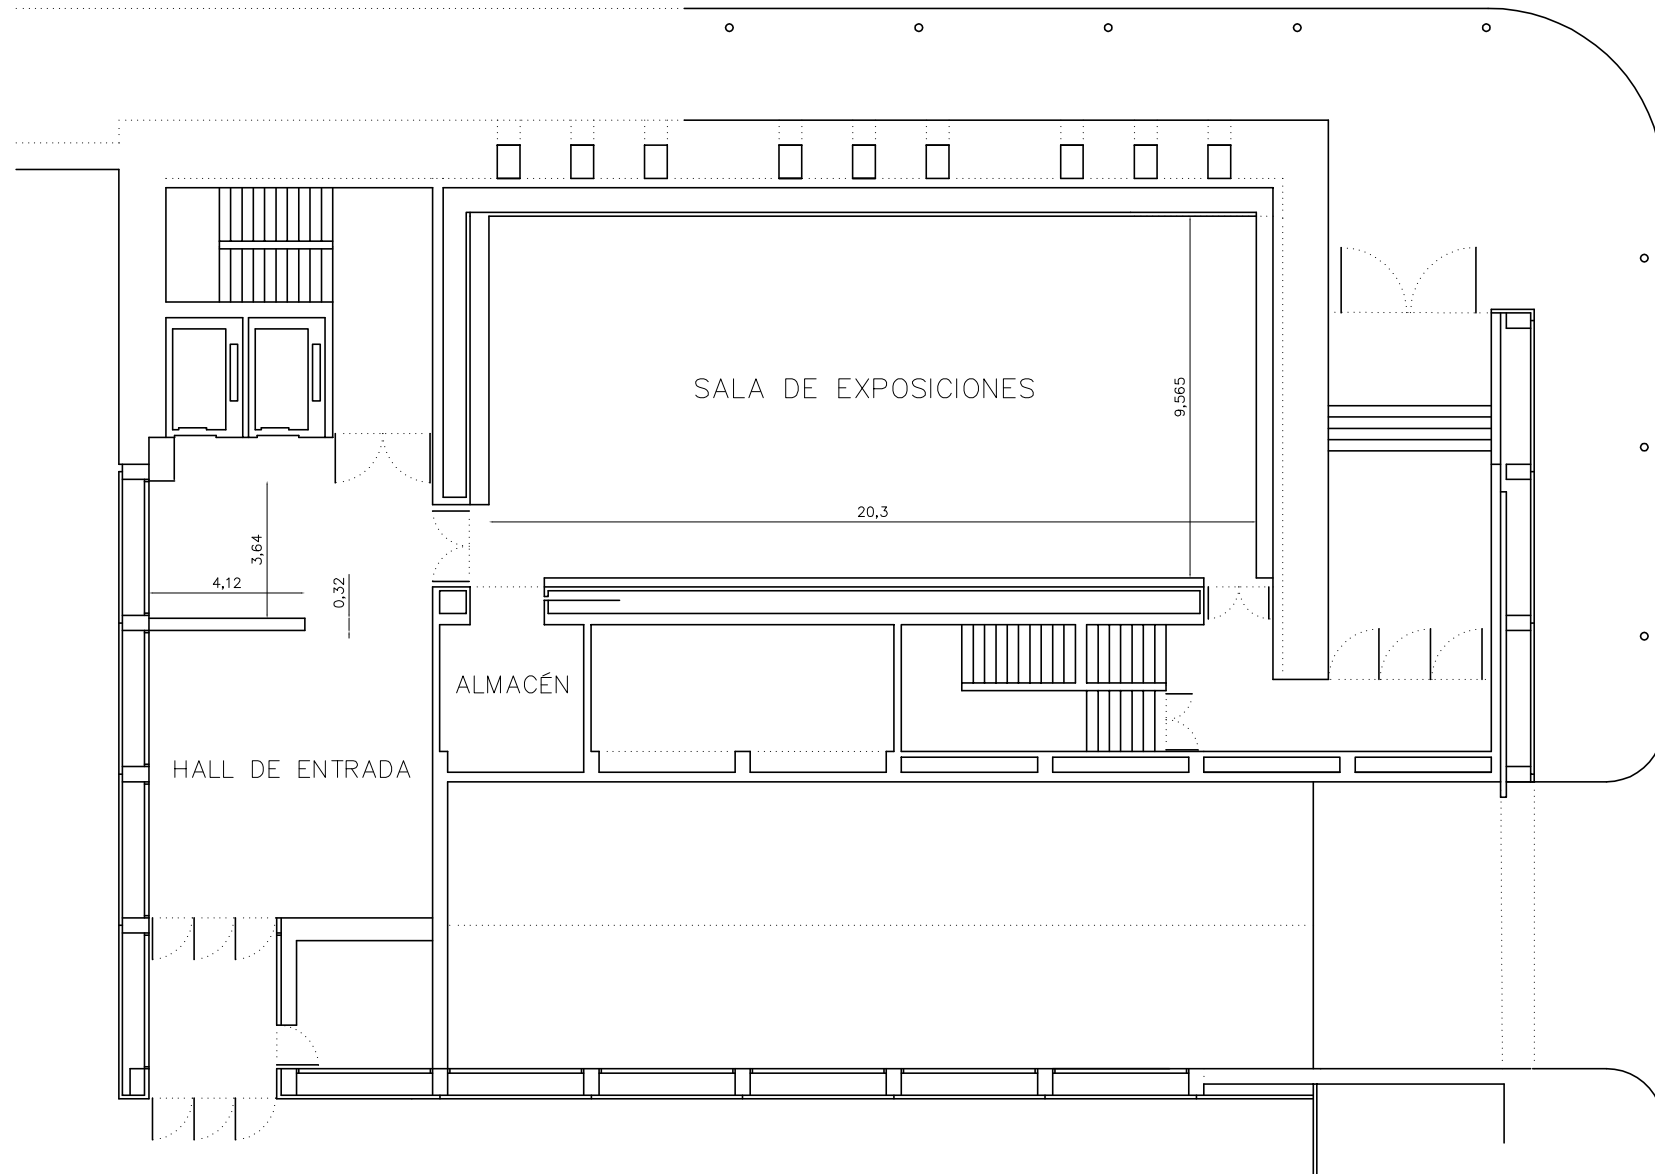 SALA DE EXPOSICIONES
9,565
20,3
3,64
4,12
0,32
ALMACÉN
HALL DE ENTRADA